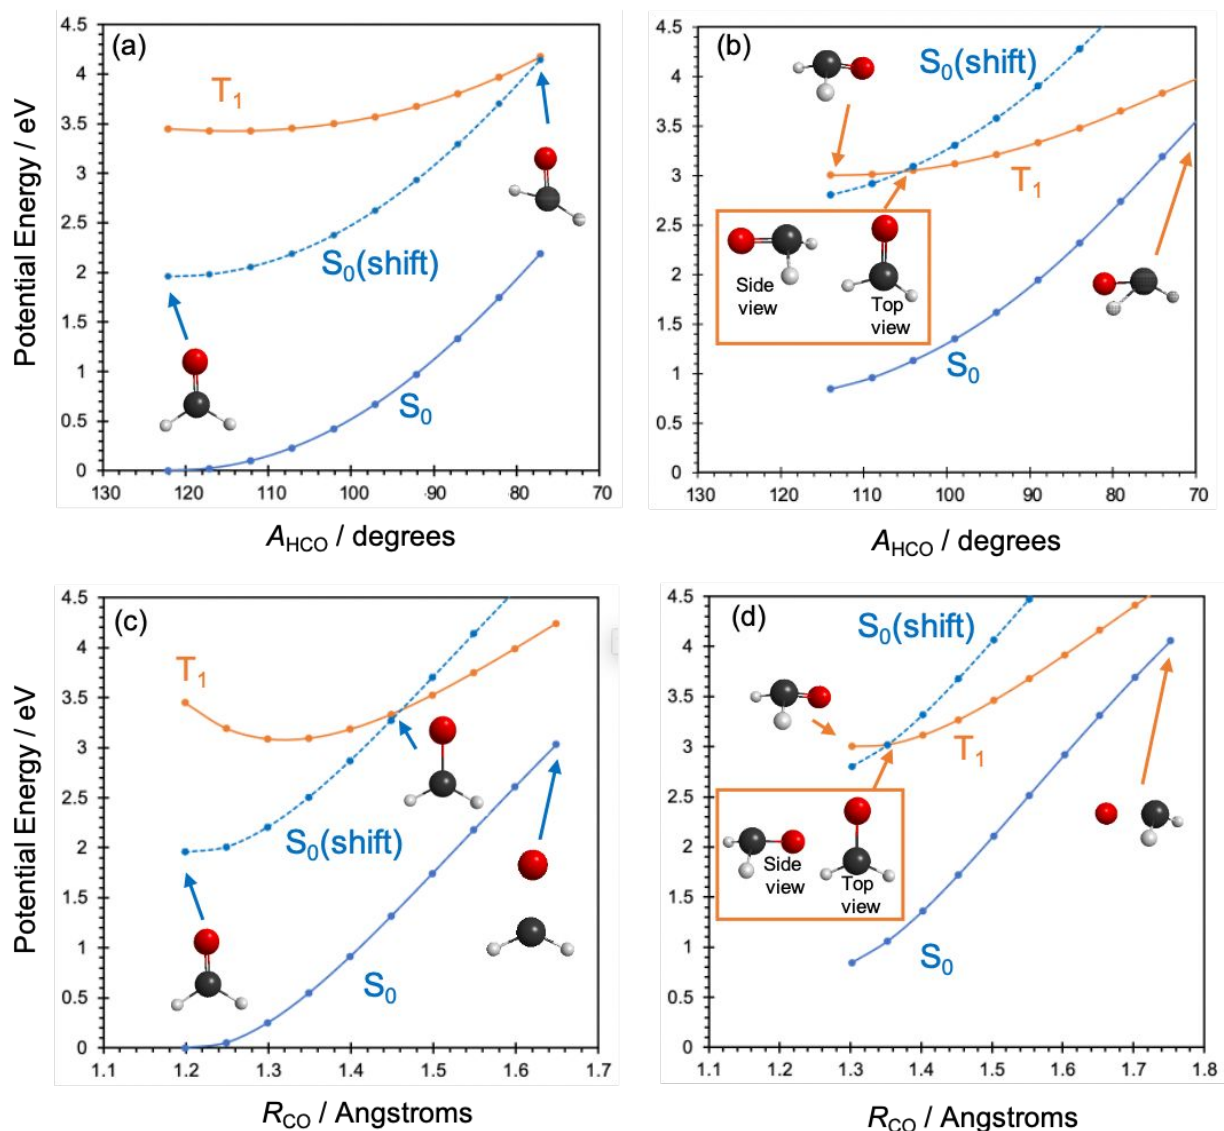 (a)
4.5
4
3.5
3
2.5
2
1.5
1
0.5
0
T₁
S₀(shift)
S₀
130 120 110 100 90 80 70
Potential Energy / eV
A_HCO / degrees
(b)
4.5
4
3.5
3
2.5
2
1.5
1
0.5
0
S₀(shift)
T₁
Side view
Top view
S₀
130 120 110 100 90 80 70
A_HCO / degrees
(c)
4.5
4
3.5
3
2.5
2
1.5
1
0.5
0
T₁
S₀(shift)
S₀
1.1 1.2 1.3 1.4 1.5 1.6 1.7
Potential Energy / eV
R_CO / Angstroms
(d)
4.5
4
3.5
3
2.5
2
1.5
1
0.5
0
S₀(shift)
T₁
Side view
Top view
S₀
1.1 1.2 1.3 1.4 1.5 1.6 1.7 1.8
R_CO / Angstroms